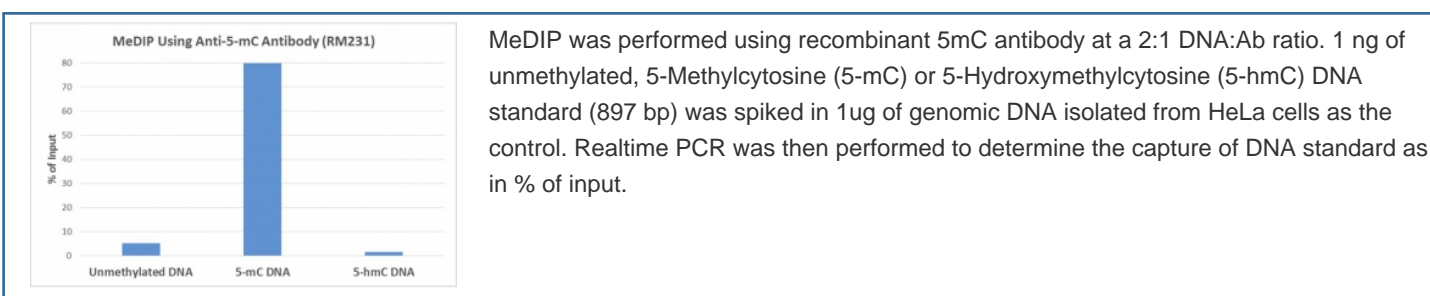 MeDIP Using Anti-5-mC Antibody (RM231)
80
70
60
50
40
30
20
10
0
% of Input
Unmethylated DNA 5-mC DNA 5-hmC DNA
MeDIP was performed using recombinant 5mC antibody at a 2:1 DNA:Ab ratio. 1 ng of
unmethylated, 5-Methylcytosine (5-mC) or 5-Hydroxymethylcytosine (5-hmC) DNA
standard (897 bp) was spiked in 1ug of genomic DNA isolated from HeLa cells as the
control. Realtime PCR was then performed to determine the capture of DNA standard as
in % of input.